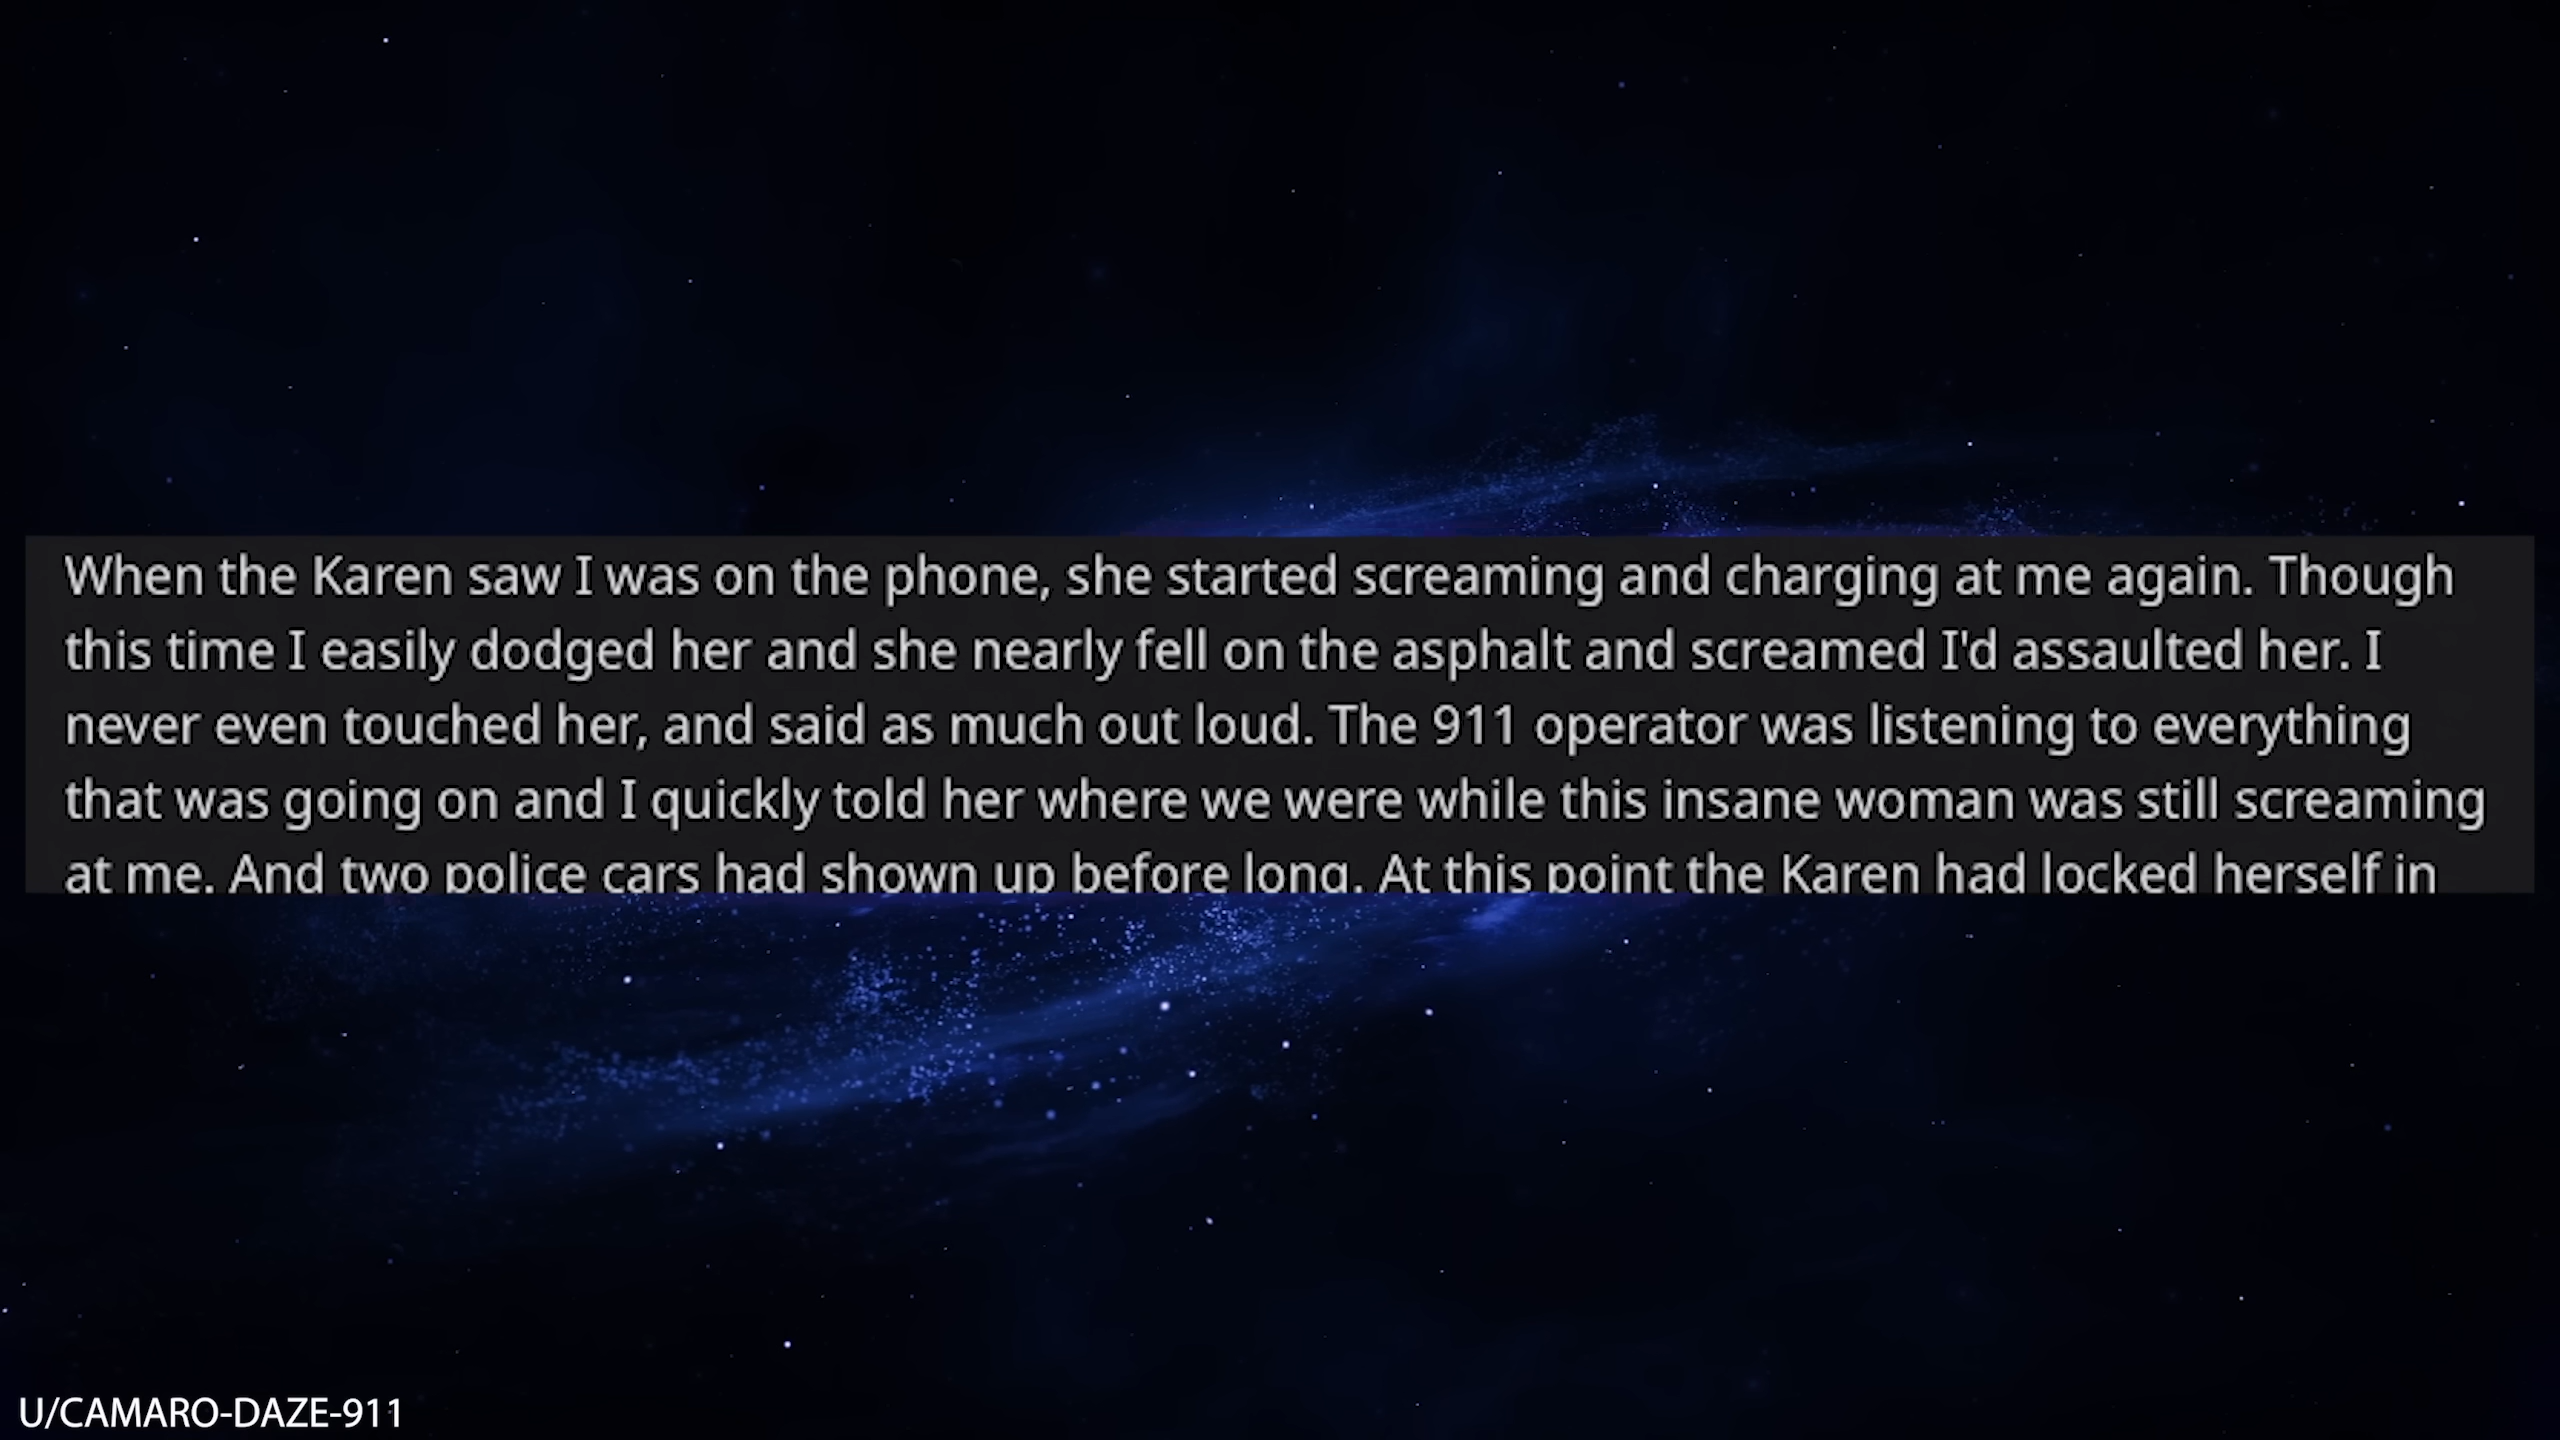 When the Karen saw I was on the phone, she started screaming and charging at me again. Though
this time I easily dodged her and she nearly fell on the asphalt and screamed I'd assaulted her. I
never even touched her, and said as much out loud. The 911 operator was listening to everything
that was going on and I quickly told her where we were while this insane woman was still screaming
at me. And two police cars had shown up before long. At this point the Karen had locked herself in
U/CAMARO-DAZE-911